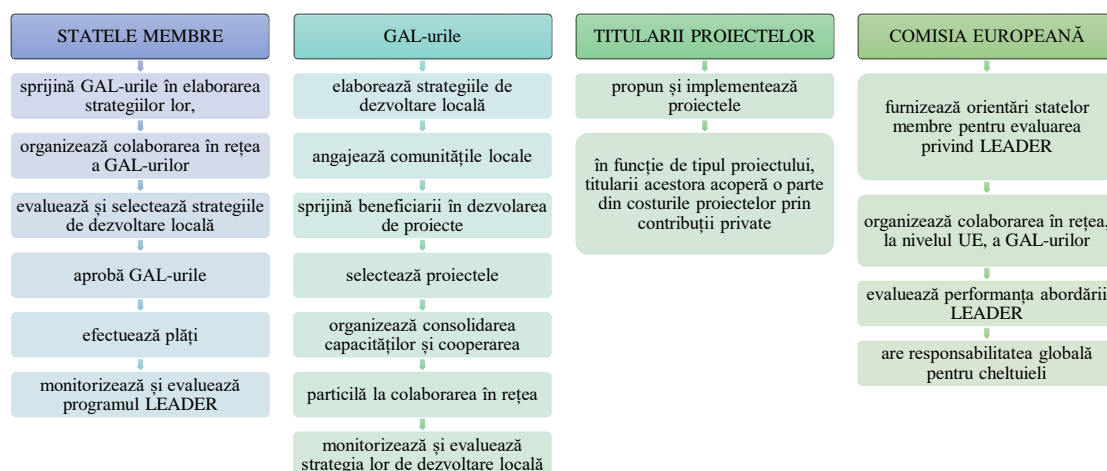 STATELE MEMBRE
sprijină GAL-urile în elaborarea
strategiilor lor,
organizează colaborarea în rețea
a GAL-urilor
evaluează și selectează strategiile
de dezvoltare locală
aprobă GAL-urile
efectuează plăți
monitorizează și evaluează
programul LEADER
GAL-urile
elaborează strategiile de
dezvoltare locală
angajează comunitățile locale
sprijină beneficiarii în dezvolarea
de proiecte
selectează proiectele
organizează consolidarea
capacităților și cooperarea
particilă la colaborarea în rețea
monitorizează și evaluează
strategia lor de dezvoltare locală
TITULARII PROIECTELOR
propun și implementează
proiectele
în funcție de tipul proiectului,
titularii acestora acoperă o parte
din costurile proiectelor prin
contribuții private
COMISIA EUROPEANĂ
furnizează orientări statelor
membre pentru evaluarea
privind LEADER
organizează colaborarea în rețea,
la nivelul UE, a GAL-urilor
evaluează performanța abordării
LEADER
are responsabilitatea globală
pentru cheltuieli